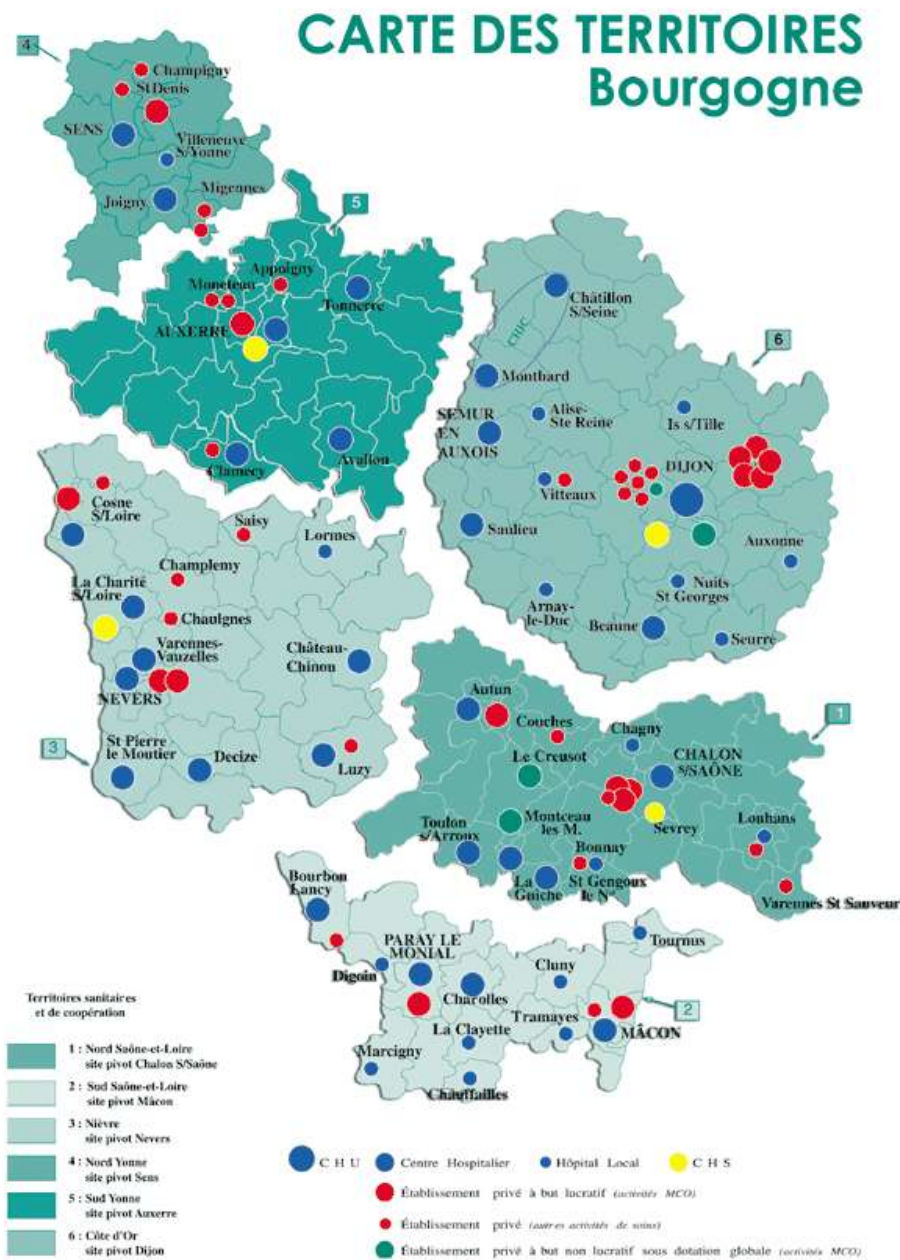 CARTE DES TERRITOIRES
Bourgogne
4
Champigny
St Denis
SENS
Villeneuve
S/Yonne
Joigny
Migennes
5
Appoigny
Moneteau
Tonnerre
AUXERRE
Clamecy
Avallon
6
Châtillon
S/Seine
CHIC
Montbard
SEMUR
EN
AUXOIS
Alise-
Ste Reine
Is s/Tille
DIJON
Vitteaux
Saulieu
Auxonne
Nuits
St Georges
Arnay-
le-Duc
Beaune
Seurre
Cosne
S/Loire
Saisy
Lormes
Champlemy
La Charité
S/Loire
Chaulgnes
Varennes-
Vauzelles
Château-
Chinon
NEVERS
3
St Pierre
le Moutier
Decize
Luzy
1
Autun
Couches
Chagny
Le Creusot
CHALON
s/SAÔNE
Montceau
les M.
Toulon
s/Arroux
Sevrey
Louhans
Bonnay
La
Guiche
St Gengoux
le Nal
Varennes St Sauveur
Bourbon
Lancy
PARAY LE
MONIAL
Digoin
Charolles
Cluny
Tournus
2
La Clayette
Tramayes
MÂCON
Marcigny
Chauffailles
Territoires sanitaires
et de coopération
1 : Nord Saône-et-Loire
site pivot Chalon S/Saône
2 : Sud Saône-et-Loire
site pivot Mâcon
3 : Nièvre
site pivot Nevers
4 : Nord Yonne
site pivot Sens
5 : Sud Yonne
site pivot Auxerre
6 : Côte d'Or
site pivot Dijon
CHU Centre Hospitalier Hôpital Local CHS
Établissement privé à but lucratif (activités MCO)
Établissement privé (autres activités de soins)
Établissement privé à but non lucratif sous dotation globale (activités MCO)